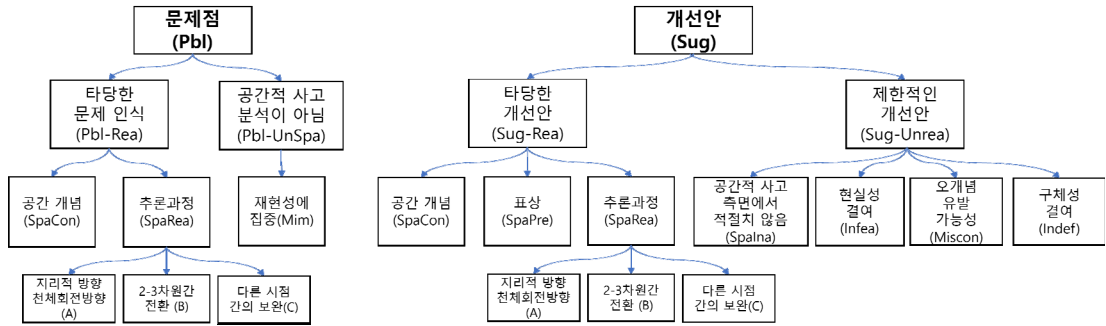 문제점
(Pbl)
개선안
(Sug)
타당한
문제 인식
(Pbl-Rea)
공간적 사고
분석이 아님
(Pbl-UnSpa)
타당한
개선안
(Sug-Rea)
제한적인
개선안
(Sug-Unrea)
공간 개념
(SpaCon)
추론과정
(SpaRea)
재현성에
집중(Mim)
공간 개념
(SpaCon)
표상
(SpaPre)
추론과정
(SpaRea)
공간적 사고
측면에서
적절치 않음
(SpaIna)
현실성
결여
(Infea)
오개념
유발
가능성
(Miscon)
구체성
결여
(Indef)
지리적 방향
천체회전방향
(A)
2-3차원간
전환 (B)
다른 시점
간의 보완(C)
지리적 방향
천체회전방향
(A)
2-3차원간
전환 (B)
다른 시점
간의 보완(C)